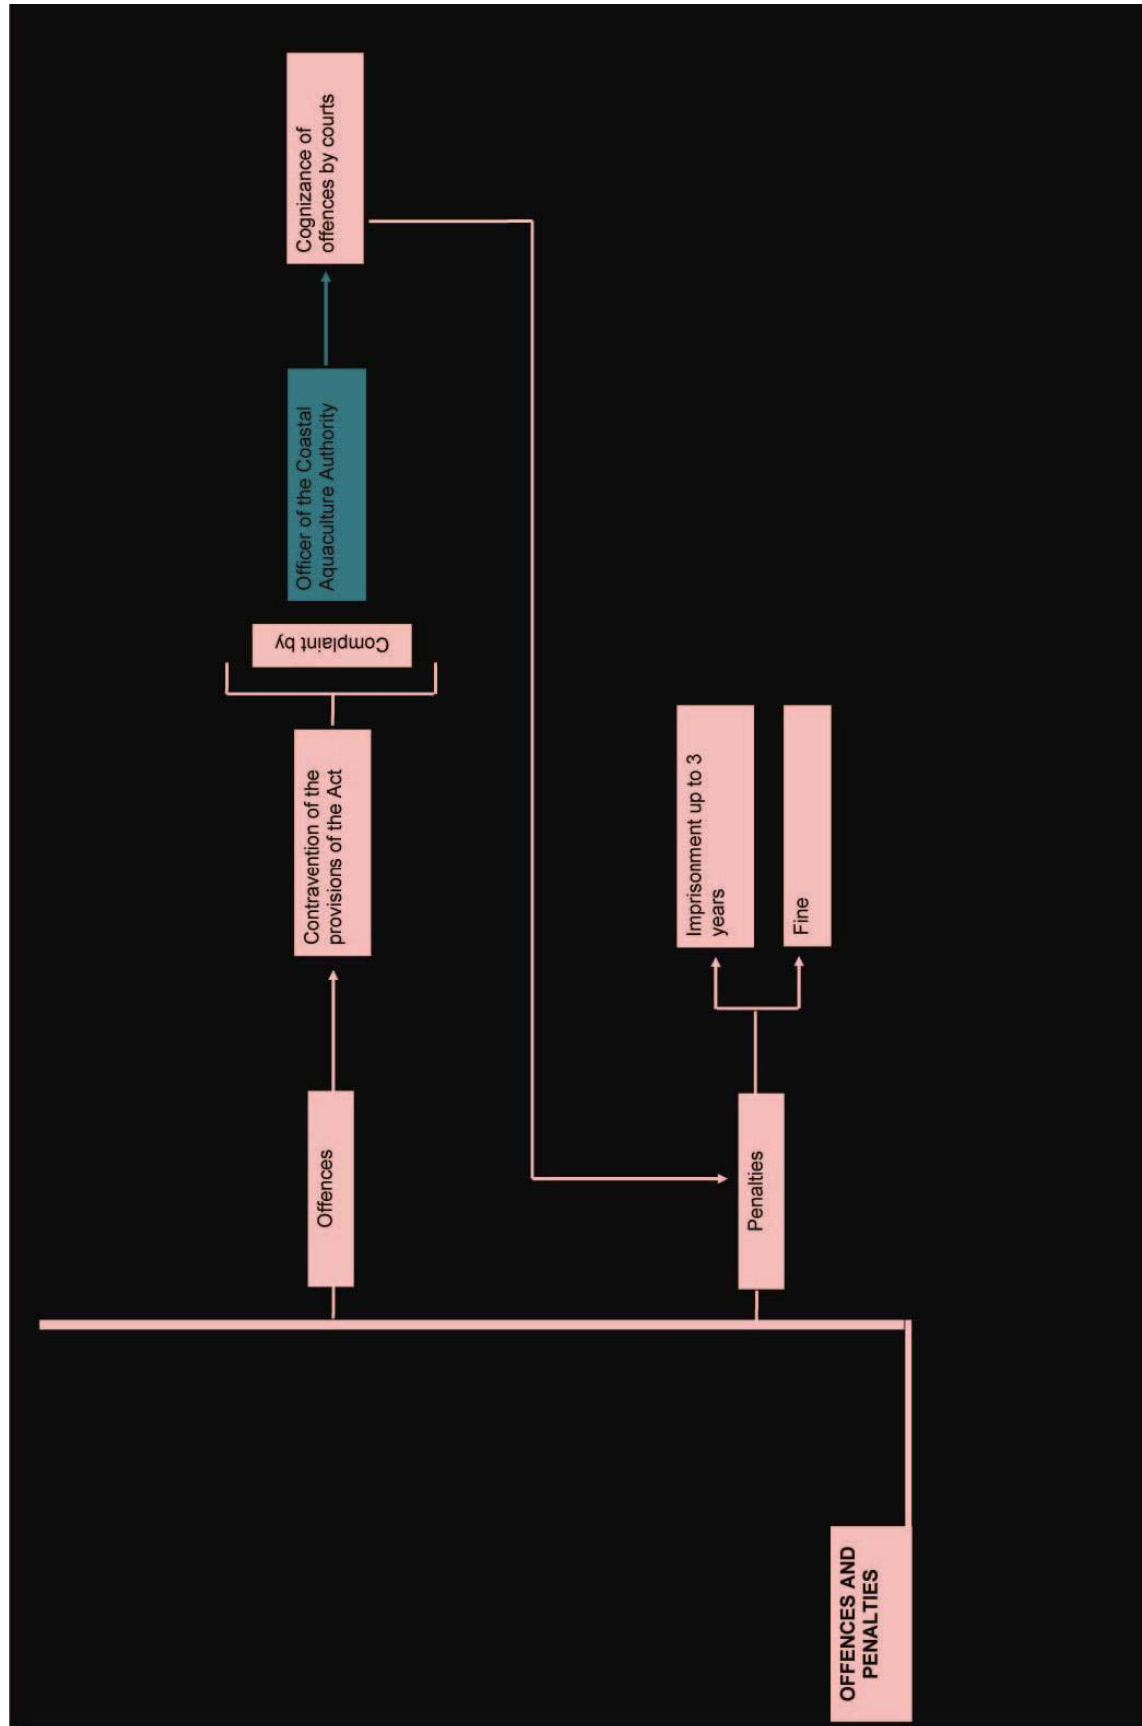 OFFENCES AND
PENALTIES
Offences
Contravention of the
provisions of the Act
Complaint by
Officer of the Coastal
Aquaculture Authority
Cognizance of
offences by courts
Penalties
Imprisonment up to 3
years
Fine